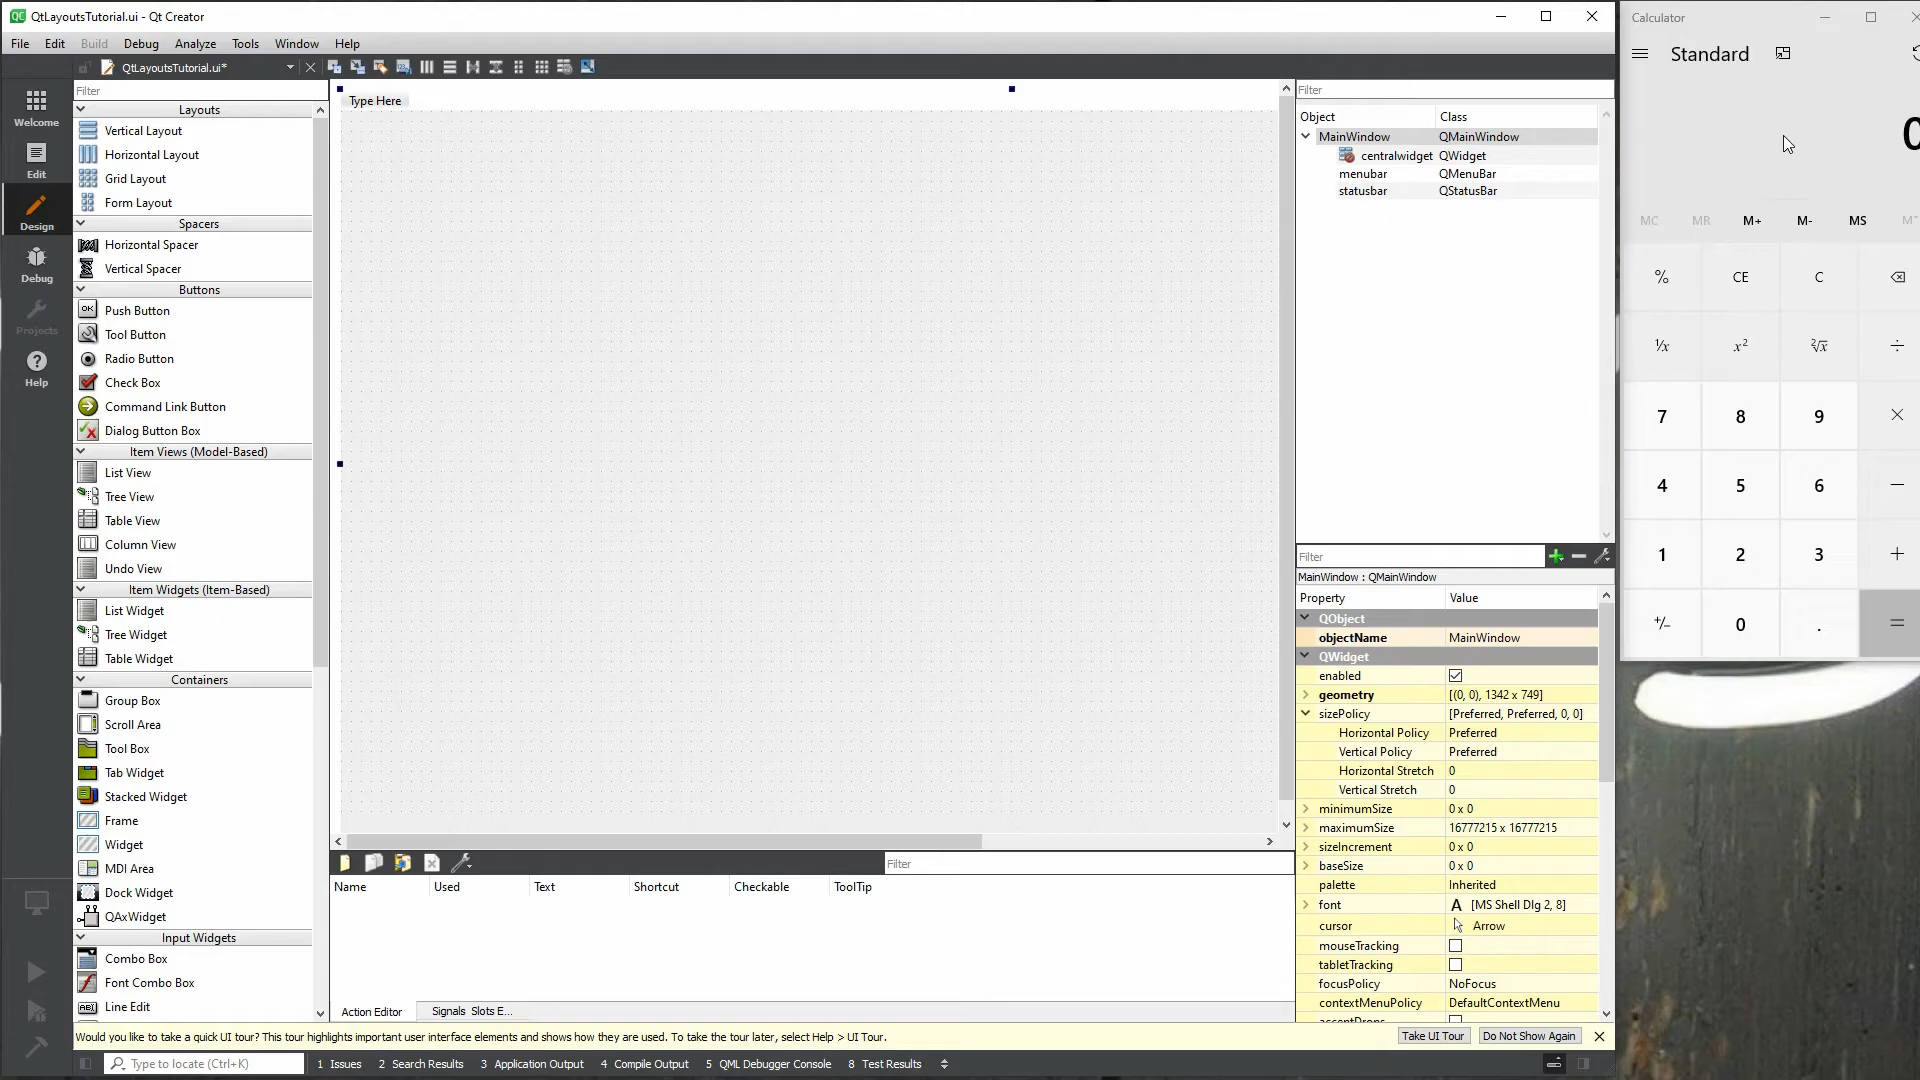 QtLayoutsTutorial.ui - Qt Creator
File Edit Build Debug Analyze Tools Window Help
QtLayoutsTutorial.ui*
Welcome
Edit
Design
Debug
Projects
Help
Filter
Layouts
Vertical Layout
Horizontal Layout
Grid Layout
Form Layout
Spacers
Horizontal Spacer
Vertical Spacer
Buttons
Push Button
Tool Button
Radio Button
Check Box
Command Link Button
Dialog Button Box
Item Views (Model-Based)
List View
Tree View
Table View
Column View
Undo View
Item Widgets (Item-Based)
List Widget
Tree Widget
Table Widget
Containers
Group Box
Scroll Area
Tool Box
Tab Widget
Stacked Widget
Frame
Widget
MDI Area
Dock Widget
QAxWidget
Input Widgets
Combo Box
Font Combo Box
Line Edit
Type Here
Filter
Name Used Text Shortcut Checkable ToolTip
Action Editor Signals Slots E...
Filter
Object Class
MainWindow QMainWindow
centralwidget QWidget
menubar QMenuBar
statusbar QStatusBar
Filter
MainWindow : QMainWindow
Property Value
QObject
objectName MainWindow
QWidget
enabled
geometry [(0, 0), 1342 x 749]
sizePolicy [Preferred, Preferred, 0, 0]
Horizontal Policy Preferred
Vertical Policy Preferred
Horizontal Stretch 0
Vertical Stretch 0
minimumSize 0 x 0
maximumSize 16777215 x 16777215
sizeIncrement 0 x 0
baseSize 0 x 0
palette Inherited
font A [MS Shell Dlg 2, 8]
cursor Arrow
mouseTracking
tabletTracking
focusPolicy NoFocus
contextMenuPolicy DefaultContextMenu
Would you like to take a quick UI tour? This tour highlights important user interface elements and shows how they are used. To take the tour later, select Help > UI Tour. Take UI Tour Do Not Show Again
Type to locate (Ctrl+K) 1 Issues 2 Search Results 3 Application Output 4 Compile Output 5 QML Debugger Console 8 Test Results
Calculator
Standard
0
MC MR M+ M- MS
% CE C
¹/x x² ²√x ÷
7 8 9 ×
4 5 6 −
1 2 3 +
+/− 0 . =